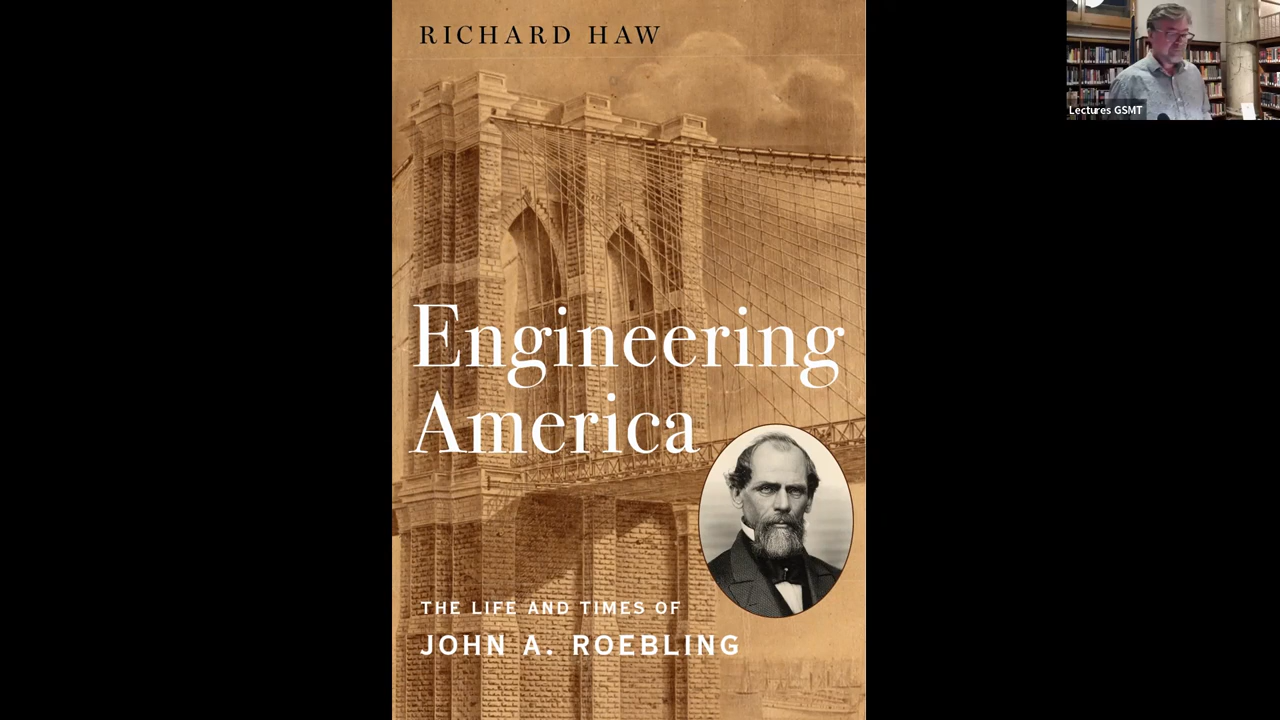 RICHARD HAW
Lectures GSMT
Engineering
America
THE LIFE AND TIMES OF
JOHN A. ROEBLING